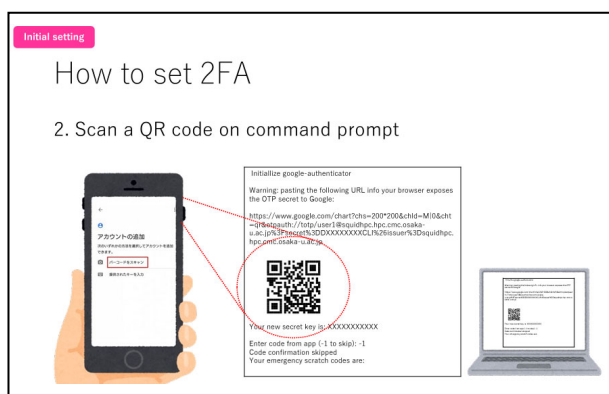 Initial setting
How to set 2FA
2. Scan a QR code on command prompt
アカウントの追加
バーコードをスキャン
Initiallize google-authenticator
Warning: pasting the following URL info your browser exposes
the OTP secret to Google:
https://www.google.com/chart?chs=200*200&chld=M|0&cht
=qr&otpauth://totp/user1@squidhpc.hpc.cmc.osaka-
u.ac.jp%3Fsecret%3DDXXXXXXXXCLI%26issuer%3Dsquidhpc.
hpc.cmc.osaka-u.ac.jp
Your new secret key is: XXXXXXXXXXX
Enter code from app (-1 to skip): -1
Code confirmation skipped
Your emergency scratch codes are: